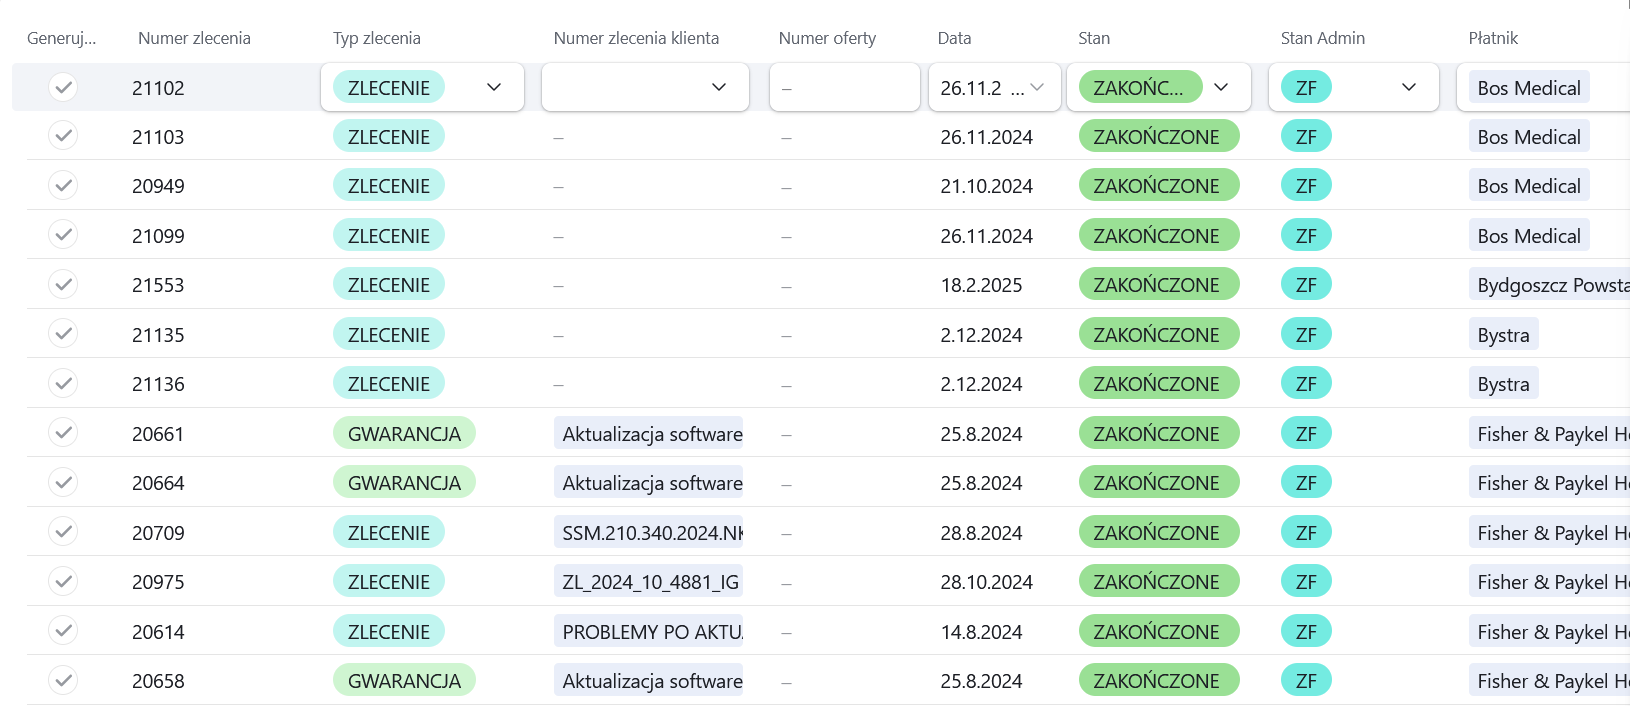 Generuj... Numer zlecenia Typ zlecenia Numer zlecenia klienta Numer oferty Data Stan Stan Admin Płatnik
21102 ZLECENIE – 26.11.2 ... ZAKOŃC... ZF Bos Medical
21103 ZLECENIE – – 26.11.2024 ZAKOŃCZONE ZF Bos Medical
20949 ZLECENIE – – 21.10.2024 ZAKOŃCZONE ZF Bos Medical
21099 ZLECENIE – – 26.11.2024 ZAKOŃCZONE ZF Bos Medical
21553 ZLECENIE – – 18.2.2025 ZAKOŃCZONE ZF Bydgoszcz Powsta
21135 ZLECENIE – – 2.12.2024 ZAKOŃCZONE ZF Bystra
21136 ZLECENIE – – 2.12.2024 ZAKOŃCZONE ZF Bystra
20661 GWARANCJA Aktualizacja software – 25.8.2024 ZAKOŃCZONE ZF Fisher & Paykel He
20664 GWARANCJA Aktualizacja software – 25.8.2024 ZAKOŃCZONE ZF Fisher & Paykel He
20709 ZLECENIE SSM.210.340.2024.NK – 28.8.2024 ZAKOŃCZONE ZF Fisher & Paykel He
20975 ZLECENIE ZL_2024_10_4881_IG – 28.10.2024 ZAKOŃCZONE ZF Fisher & Paykel He
20614 ZLECENIE PROBLEMY PO AKTU – 14.8.2024 ZAKOŃCZONE ZF Fisher & Paykel He
20658 GWARANCJA Aktualizacja software – 25.8.2024 ZAKOŃCZONE ZF Fisher & Paykel He